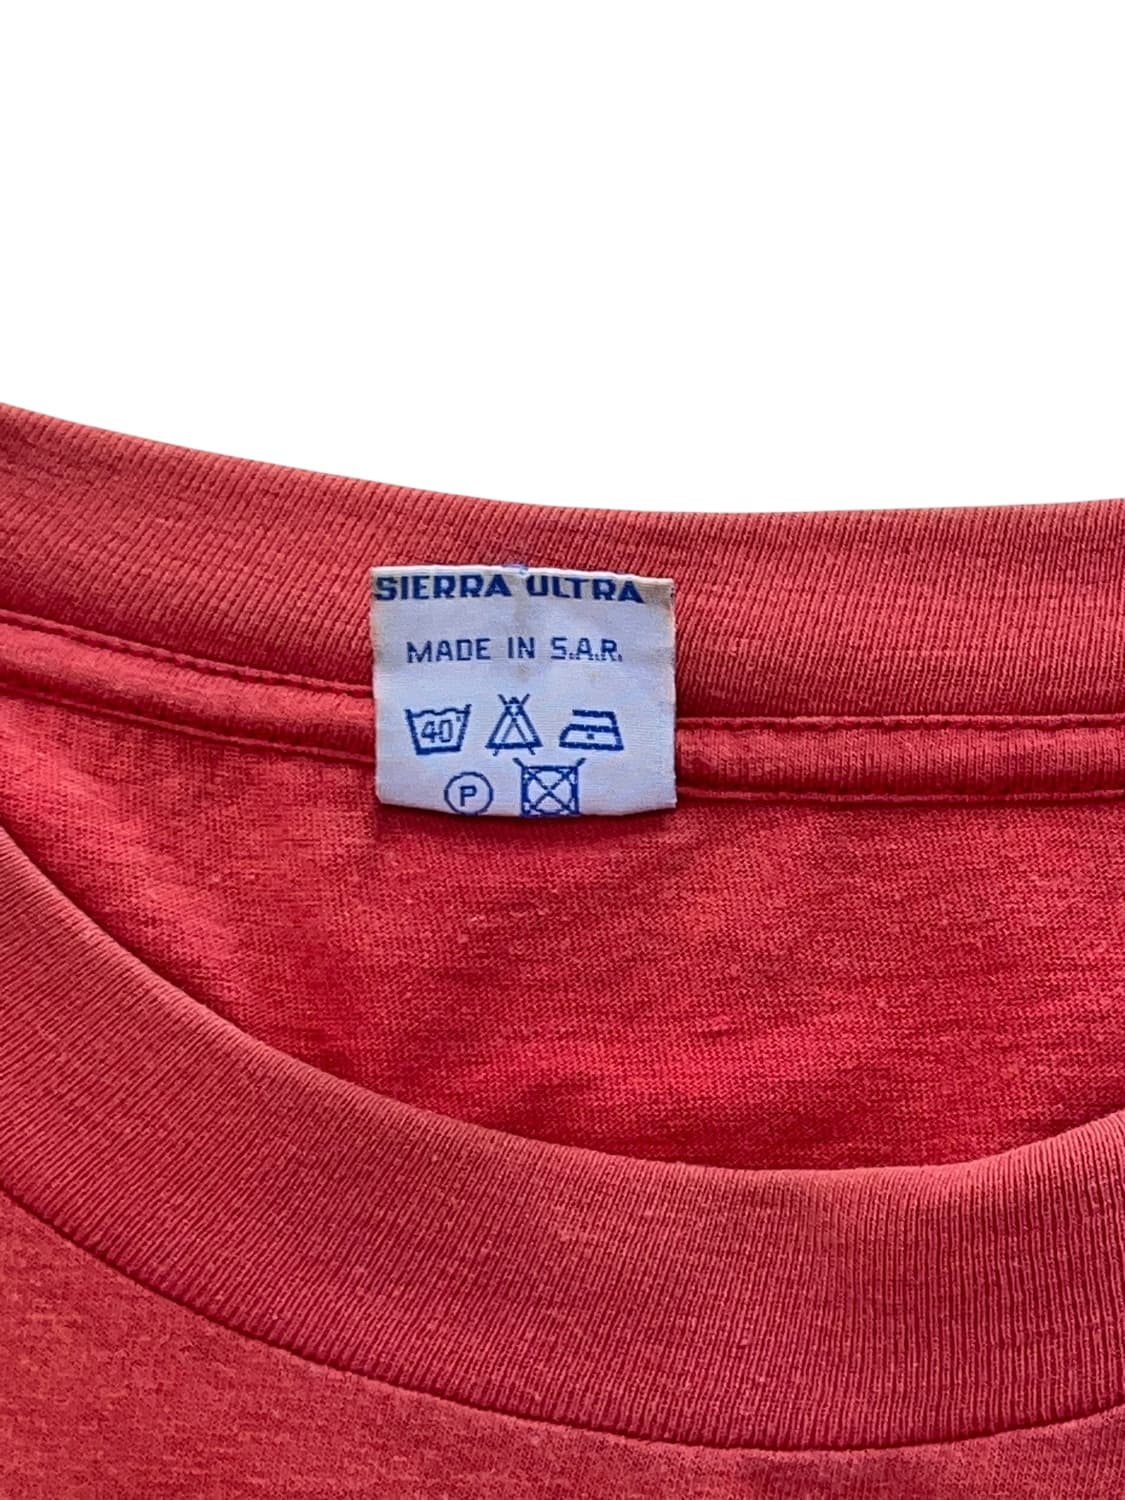 SIERRA ULTRA
MADE IN S.A.R.
40°
P